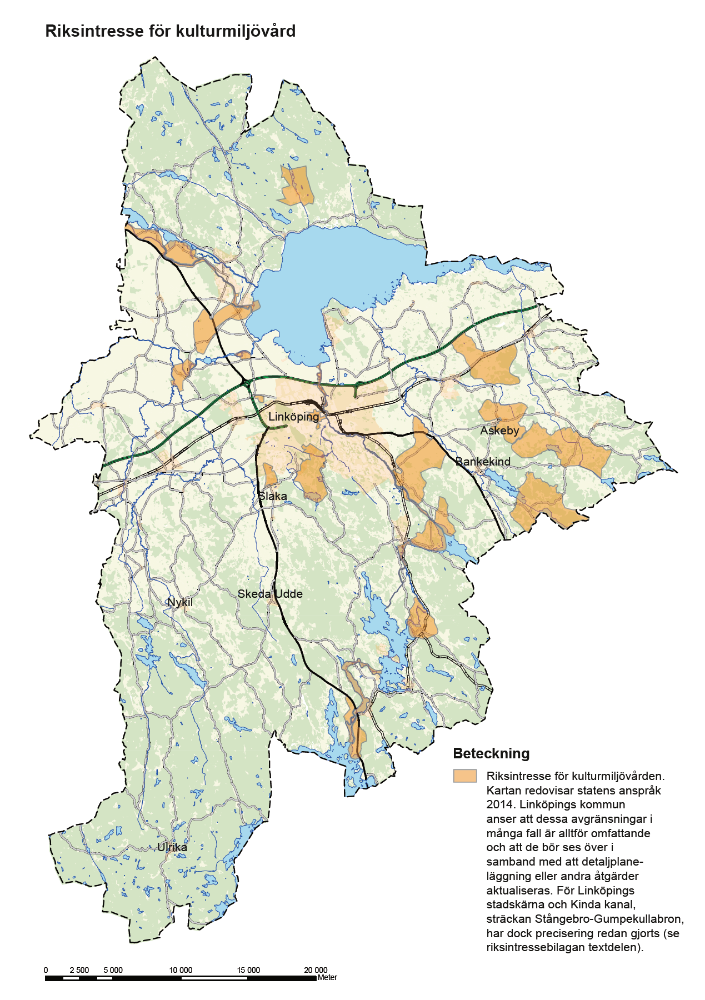 Riksintresse för kulturmiljövård
Linköping
Askeby
Bankekind
Slaka
Skeda Udde
Nykil
Ulrika
Beteckning
Riksintresse för kulturmiljövården.
Kartan redovisar statens anspråk
2014. Linköpings kommun
anser att dessa avgränsningar i
många fall är alltför omfattande
och att de bör ses över i
samband med att detaljplane-
läggning eller andra åtgärder
aktualiseras. För Linköpings
stadskärna och Kinda kanal,
sträckan Stångebro-Gumpekullabron,
har dock precisering redan gjorts (se
riksintressebilagan textdelen).
0 2 500 5 000 10 000 15 000 20 000
Meter